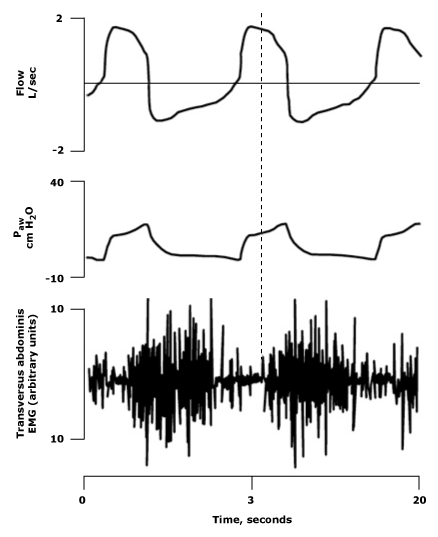 2
Flow
L/sec
-2
40
Paw
cm H2O
-10
10
Transversus abdominis
EMG (arbitrary units)
10
0 3 20
Time, seconds